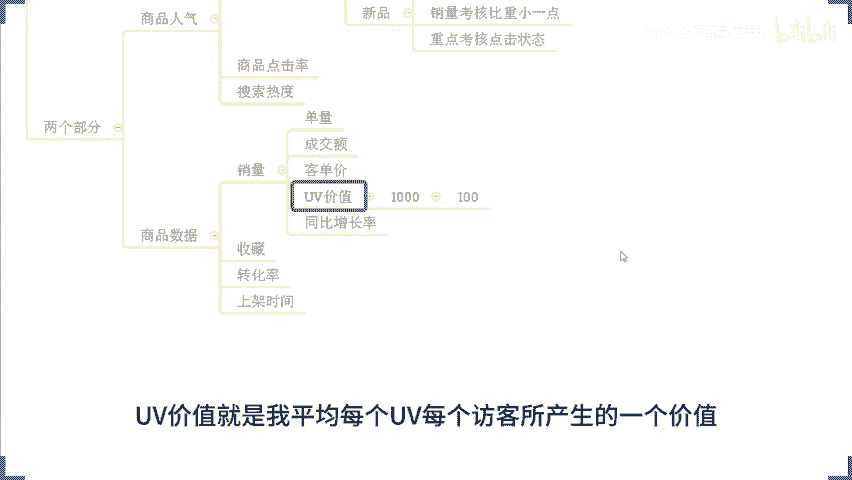 商品人气
新品
销量考核比重小一点
重点考核点击状态
商品点击率
搜索热度
两个部分
单量
成交额
销量
客单价
UV价值
1000
100
同比增长率
商品数据
收藏
转化率
上架时间
UV价值就是我平均每个UV每个访客所产生的一个价值